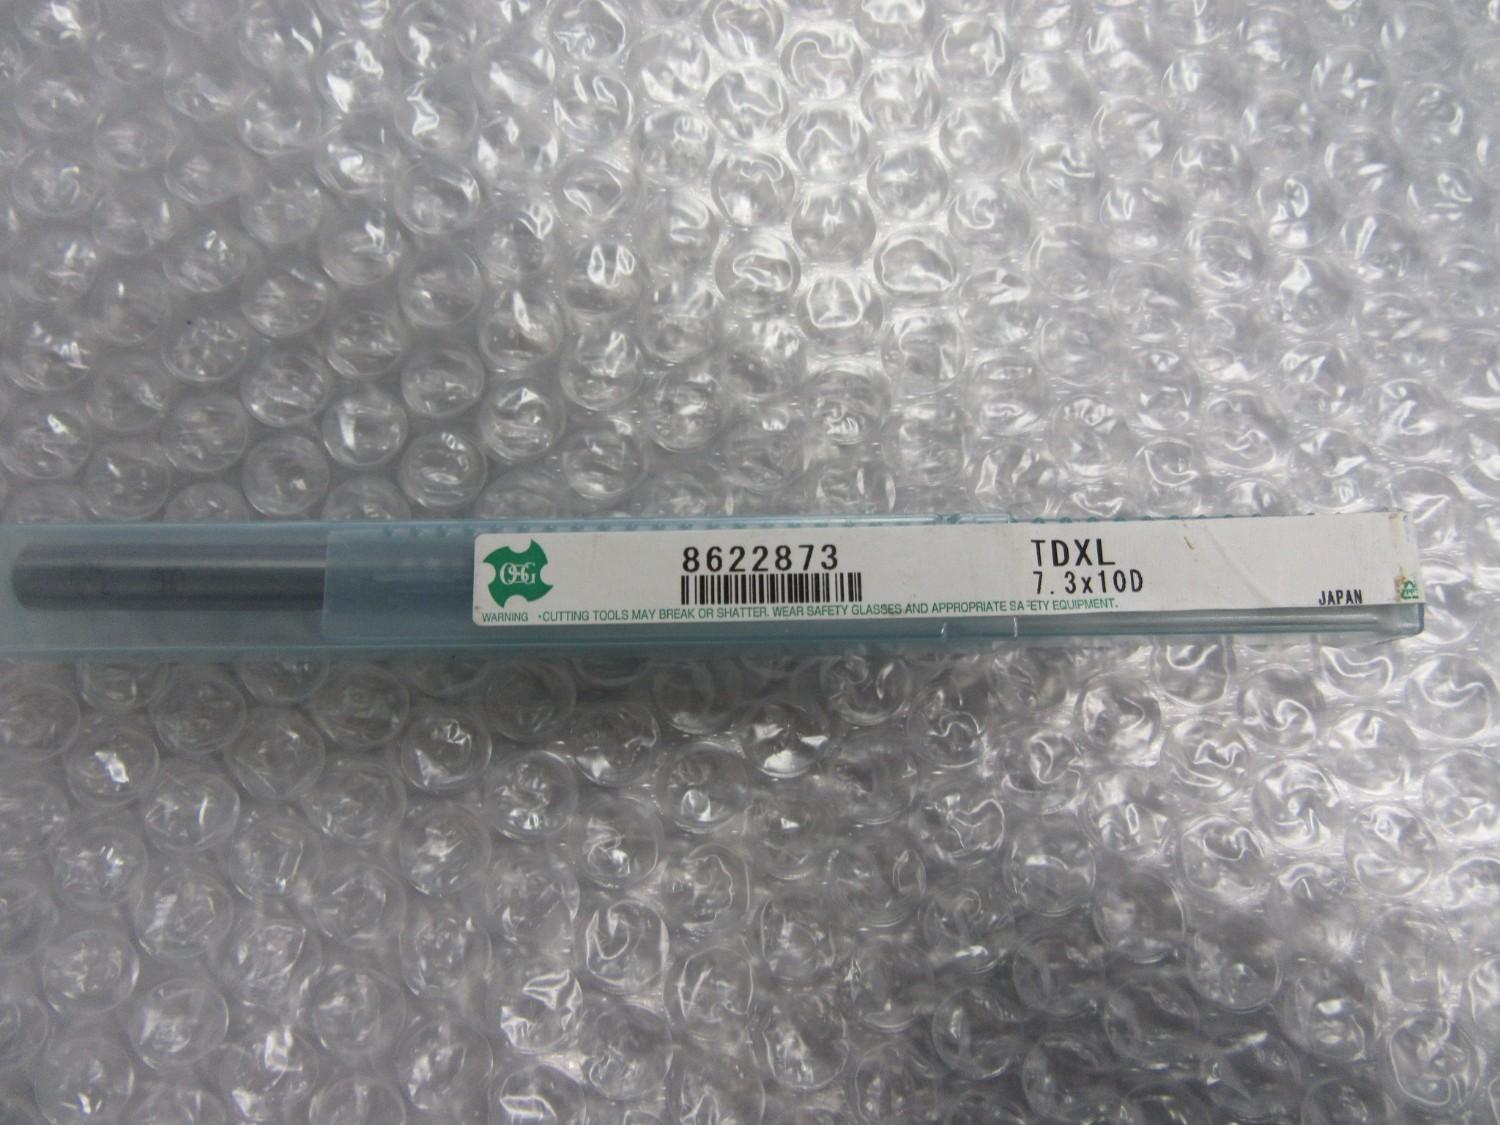 OSG
8622873
TDXL
7.3x10D
JAPAN
WARNING •CUTTING TOOLS MAY BREAK OR SHATTER. WEAR SAFETY GLASSES AND APPROPRIATE SAFETY EQUIPMENT.